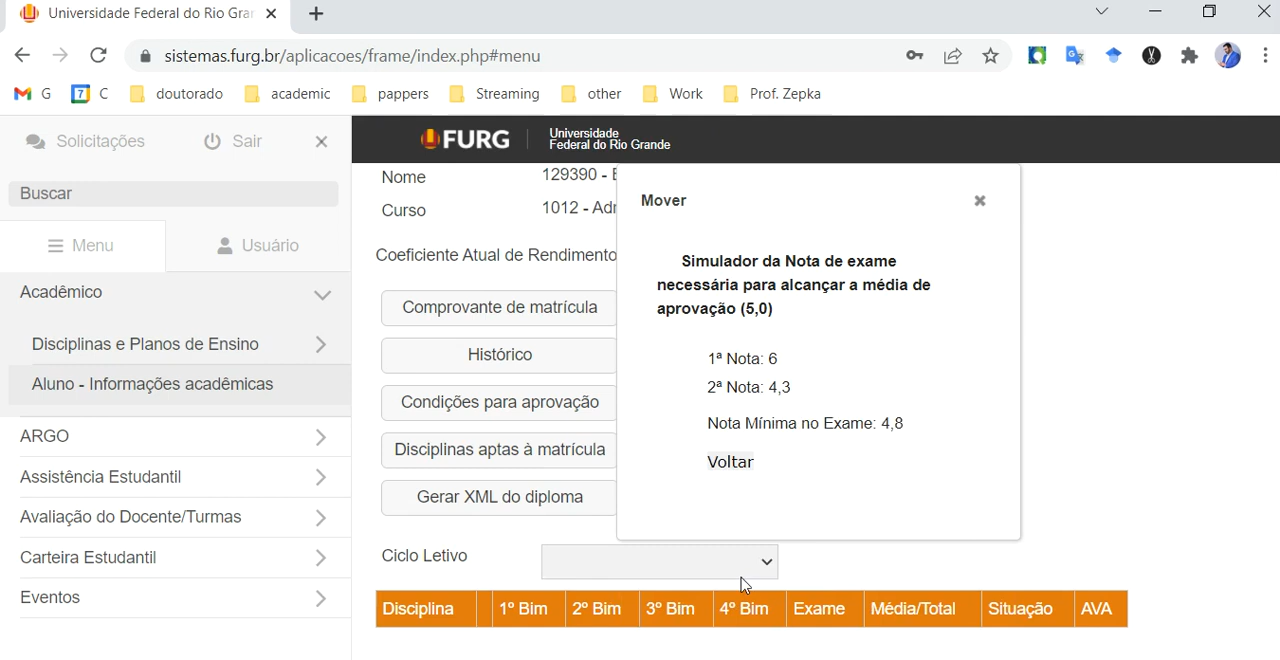 Universidade Federal do Rio Gra
sistemas.furg.br/aplicacoes/frame/index.php#menu
G
C
doutorado
academic
pappers
Streaming
other
Work
Prof. Zepka
Solicitações
Sair
Buscar
Menu
Usuário
Acadêmico
Disciplinas e Planos de Ensino
Aluno - Informações acadêmicas
ARGO
Assistência Estudantil
Avaliação do Docente/Turmas
Carteira Estudantil
Eventos
FURG
Universidade
Federal do Rio Grande
Nome
129390 - E
Curso
1012 - Adr
Coeficiente Atual de Rendimento
Comprovante de matrícula
Histórico
Condições para aprovação
Disciplinas aptas à matrícula
Gerar XML do diploma
Mover
Simulador da Nota de exame
necessária para alcançar a média de
aprovação (5,0)
1ª Nota: 6
2ª Nota: 4,3
Nota Mínima no Exame: 4,8
Voltar
Ciclo Letivo
Disciplina 1º Bim 2º Bim 3º Bim 4º Bim Exame Média/Total Situação AVA